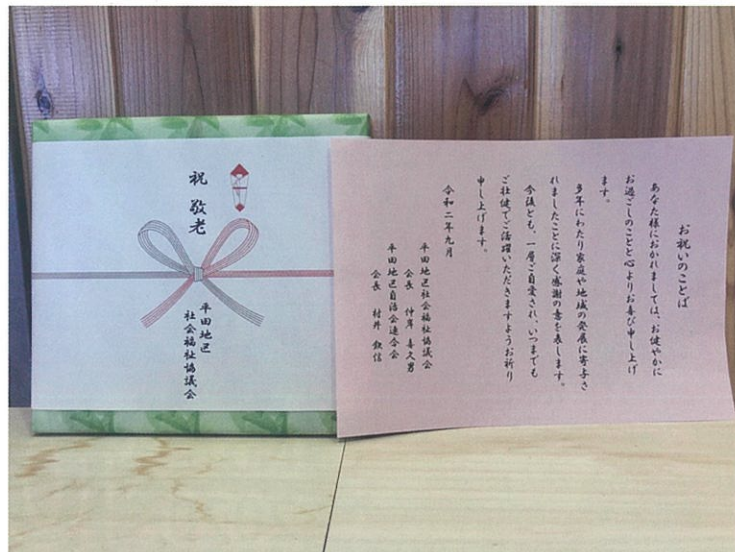 祝 敬老
平田地区
社会福祉協議会
お祝いのことば
あなた様におかれましては、お健やかに
お過ごしのことと心よりお喜び申し上げ
ます。
多年にわたり家庭や地域の発展に寄与さ
れましたことに深く感謝の意を表します。
今後とも、一層ご自愛され、いつまでも
ご壮健でご活躍いただきますようお祈り
申し上げます。
令和二年九月
平田地区社会福祉協議会
会長 仲岸 喜久男
平田地区自治会連合会
会長 村井 信